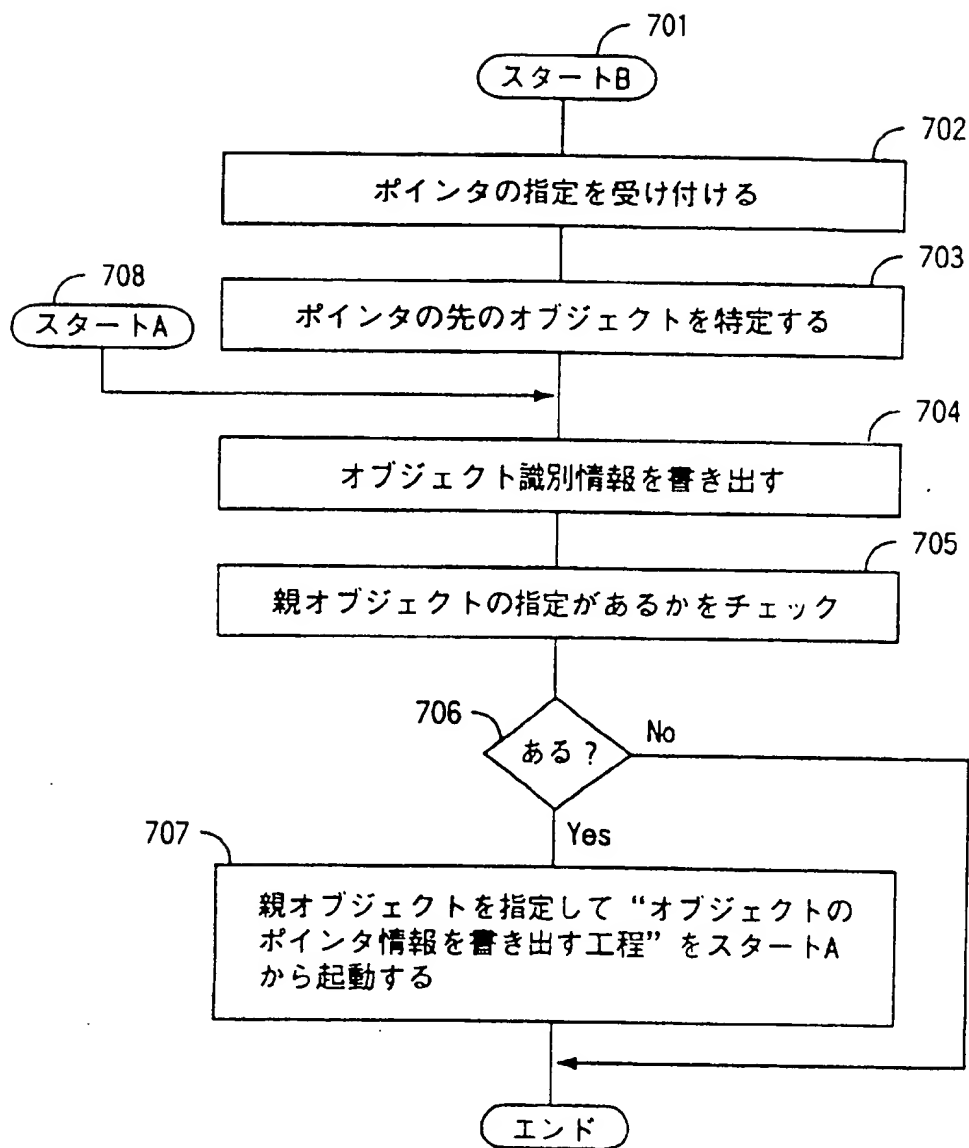 701
スタートB
702
ポインタの指定を受け付ける
703
ポインタの先のオブジェクトを特定する
708
スタートA
704
オブジェクト識別情報を書き出す
705
親オブジェクトの指定があるかをチェック
706
ある?
No
Yes
707
親オブジェクトを指定して“オブジェクトの
ポインタ情報を書き出す工程”をスタートA
から起動する
エンド